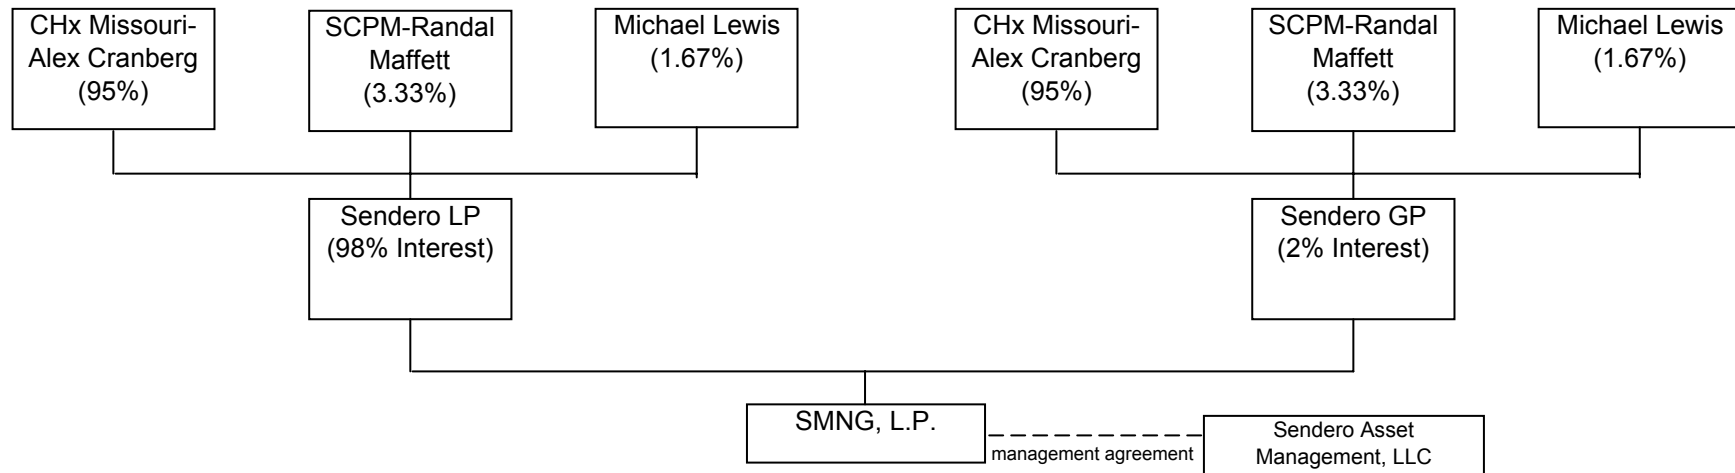 CHx Missouri-
Alex Cranberg
(95%)
SCPM-Randal
Maffett
(3.33%)
Michael Lewis
(1.67%)
CHx Missouri-
Alex Cranberg
(95%)
SCPM-Randal
Maffett
(3.33%)
Michael Lewis
(1.67%)
Sendero LP
(98% Interest)
Sendero GP
(2% Interest)
SMNG, L.P.
management agreement
Sendero Asset
Management, LLC